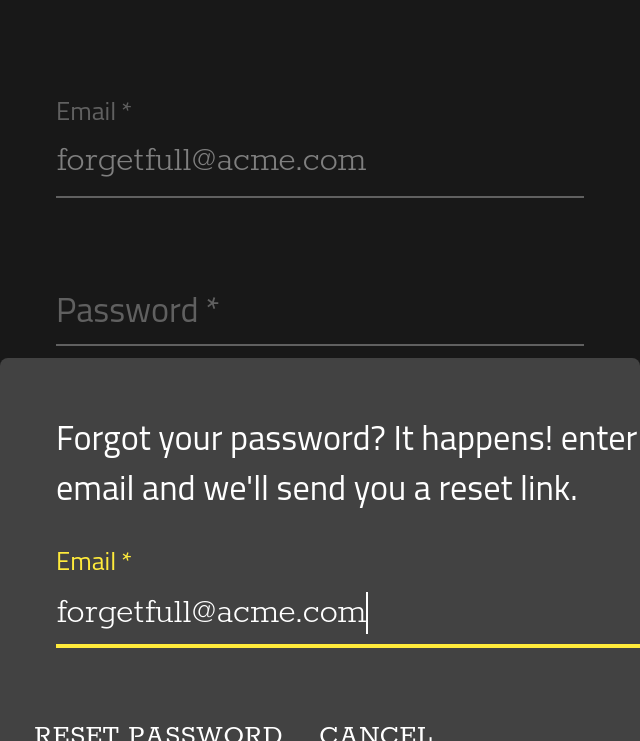 Email *
forgetfull@acme.com
Password *
Forgot your password? It happens! enter
email and we'll send you a reset link.
Email *
forgetfull@acme.com
RESET PASSWORD CANCEL